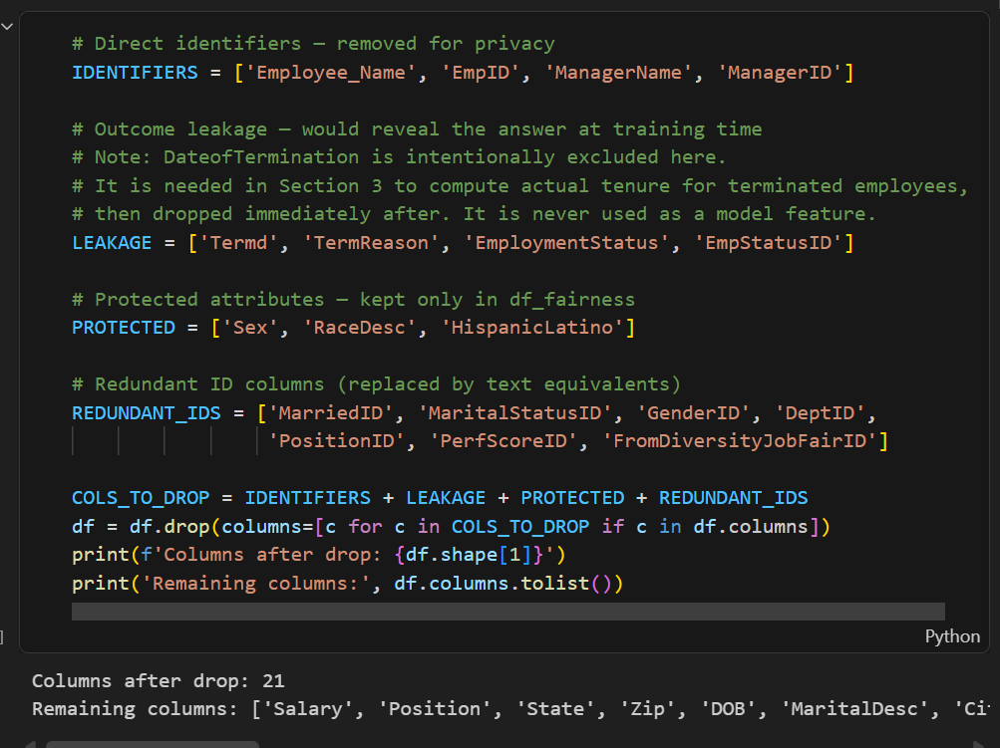 # Direct identifiers — removed for privacy
IDENTIFIERS = ['Employee_Name', 'EmpID', 'ManagerName', 'ManagerID']
# Outcome leakage — would reveal the answer at training time
# Note: DateofTermination is intentionally excluded here.
# It is needed in Section 3 to compute actual tenure for terminated employees,
# then dropped immediately after. It is never used as a model feature.
LEAKAGE = ['Termd', 'TermReason', 'EmploymentStatus', 'EmpStatusID']
# Protected attributes — kept only in df_fairness
PROTECTED = ['Sex', 'RaceDesc', 'HispanicLatino']
# Redundant ID columns (replaced by text equivalents)
REDUNDANT_IDS = ['MarriedID', 'MaritalStatusID', 'GenderID', 'DeptID',
'PositionID', 'PerfScoreID', 'FromDiversityJobFairID']
COLS_TO_DROP = IDENTIFIERS + LEAKAGE + PROTECTED + REDUNDANT_IDS
df = df.drop(columns=[c for c in COLS_TO_DROP if c in df.columns])
print(f'Columns after drop: {df.shape[1]}')
print('Remaining columns:', df.columns.tolist())
]
Python
Columns after drop: 21
Remaining columns: ['Salary', 'Position', 'State', 'Zip', 'DOB', 'MaritalDesc',